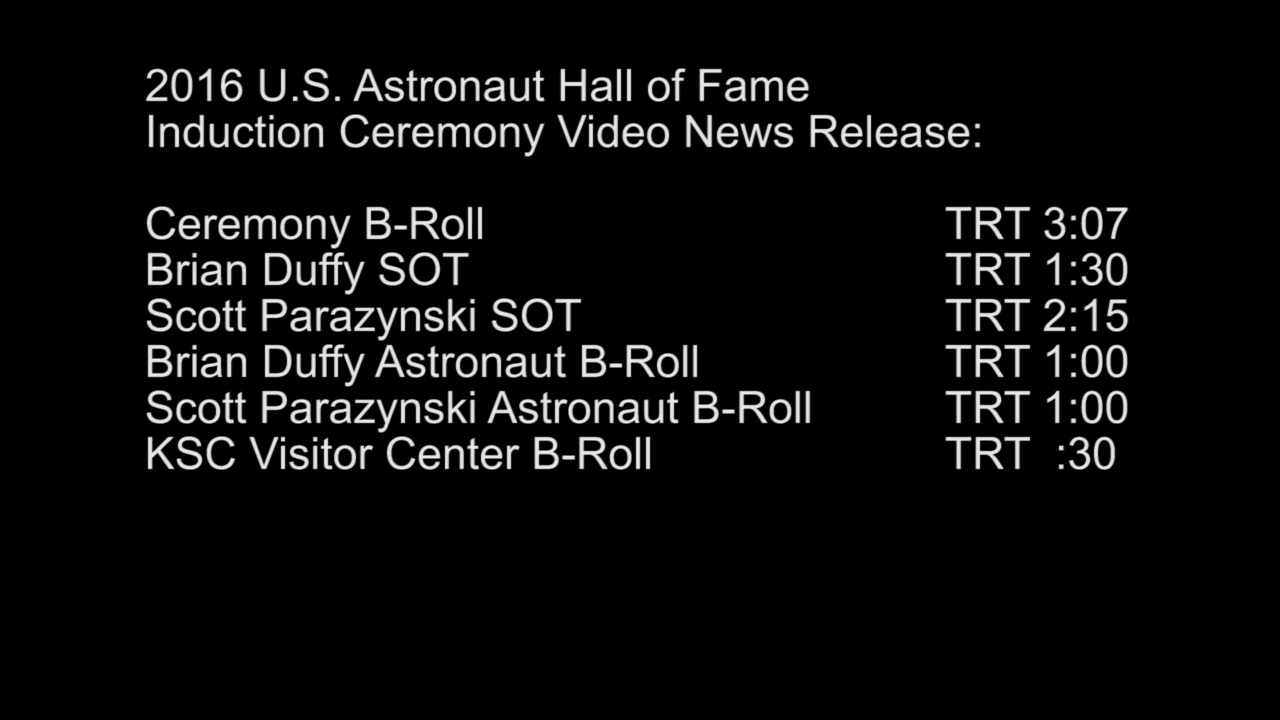 2016 U.S. Astronaut Hall of Fame
Induction Ceremony Video News Release:
Ceremony B-Roll TRT 3:07
Brian Duffy SOT TRT 1:30
Scott Parazynski SOT TRT 2:15
Brian Duffy Astronaut B-Roll TRT 1:00
Scott Parazynski Astronaut B-Roll TRT 1:00
KSC Visitor Center B-Roll TRT :30